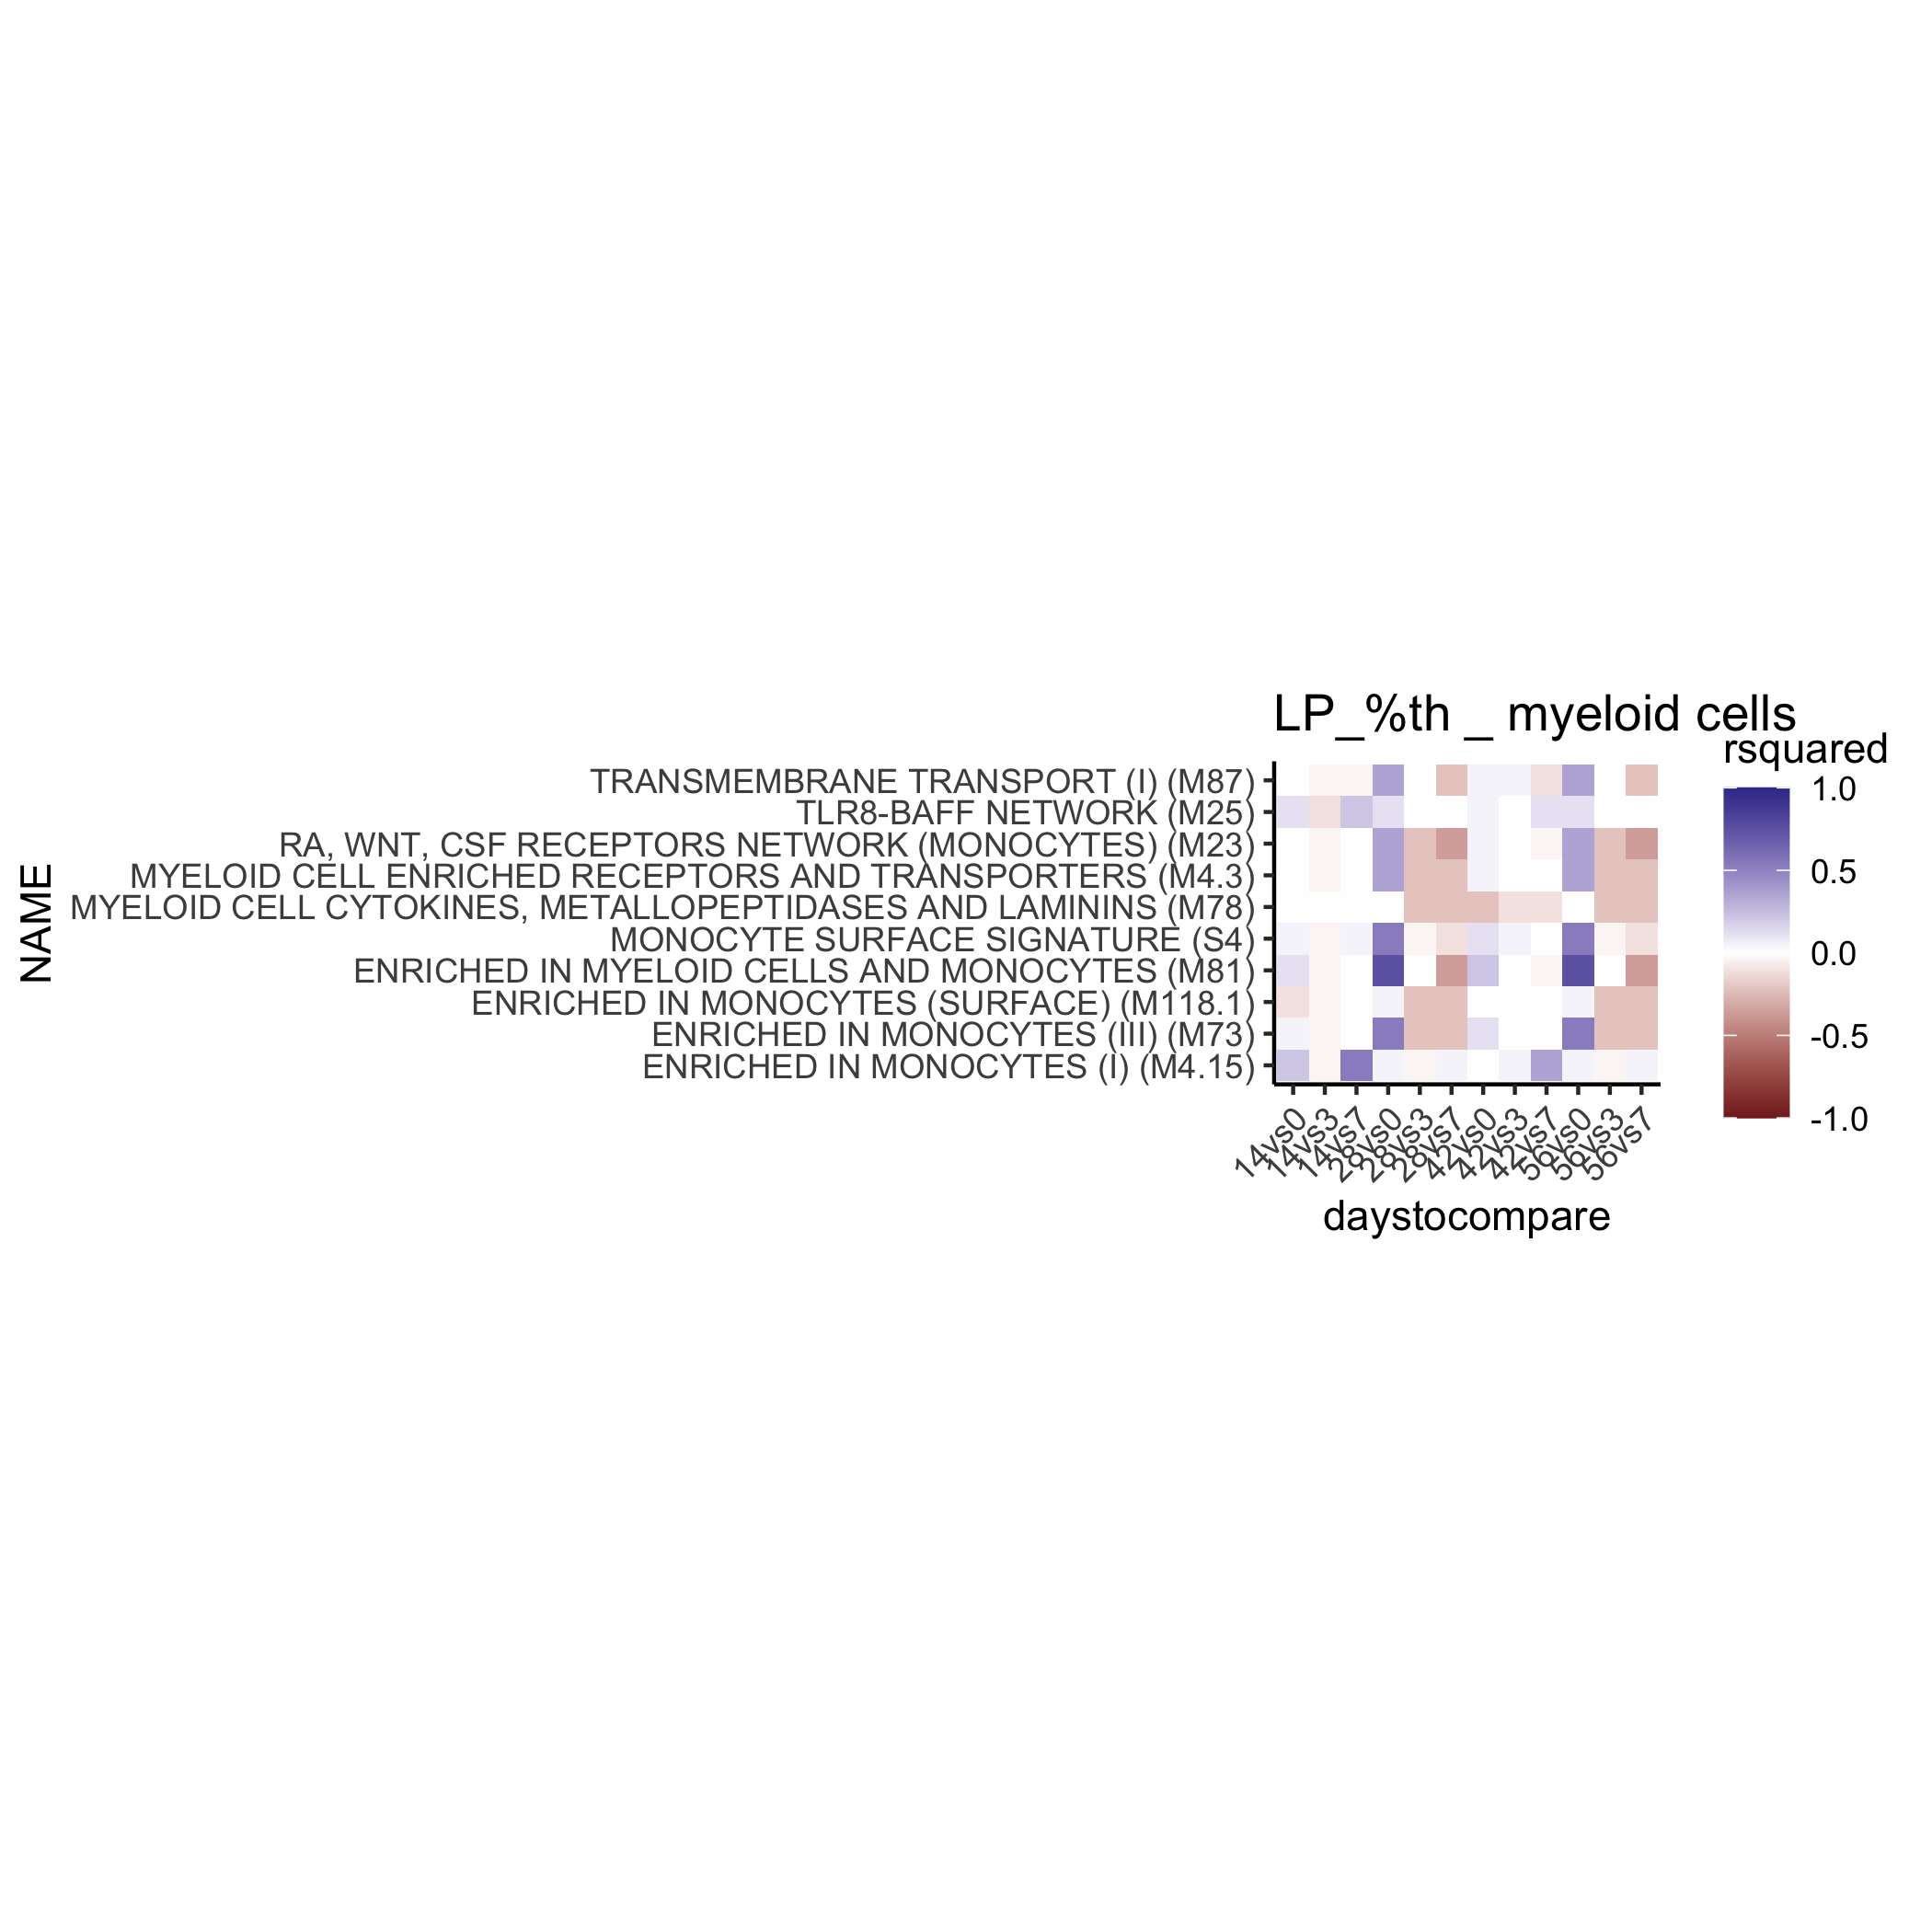 LP_%th _ myeloid cells
rsquared
1.0
0.5
0.0
-0.5
-1.0
NAME
TRANSMEMBRANE TRANSPORT (I) (M87)
TLR8-BAFF NETWORK (M25)
RA, WNT, CSF RECEPTORS NETWORK (MONOCYTES) (M23)
MYELOID CELL ENRICHED RECEPTORS AND TRANSPORTERS (M4.3)
MYELOID CELL CYTOKINES, METALLOPEPTIDASES AND LAMININS (M78)
MONOCYTE SURFACE SIGNATURE (S4)
ENRICHED IN MYELOID CELLS AND MONOCYTES (M81)
ENRICHED IN MONOCYTES (SURFACE) (M118.1)
ENRICHED IN MONOCYTES (III) (M73)
ENRICHED IN MONOCYTES (I) (M4.15)
14vs0
14vs3
14vs7
28vs0
28vs3
28vs7
42vs0
42vs3
42vs7
56vs0
56vs3
56vs7
daystocompare